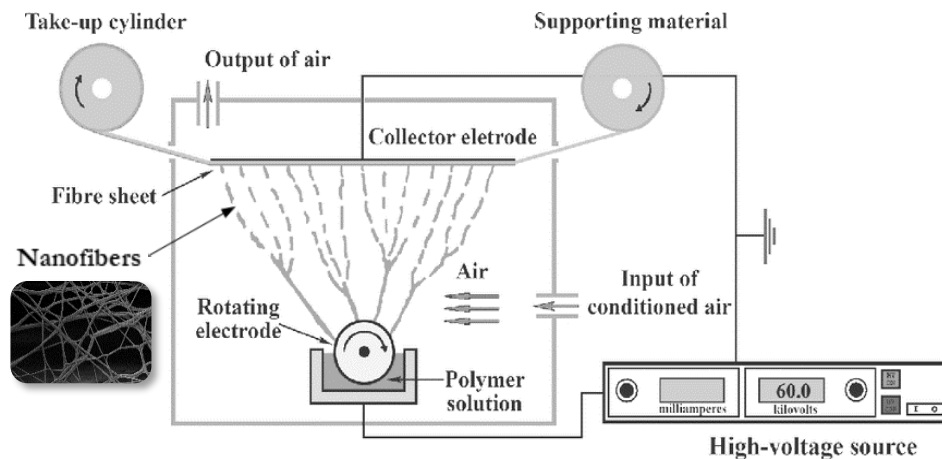 Take-up cylinder
Supporting material
Output of air
Collector eletrode
Fibre sheet
Nanofibers
Air
Input of
conditioned air
Rotating
electrode
Polymer
solution
60.0
milliamperes
kilovolts
I O
High-voltage source